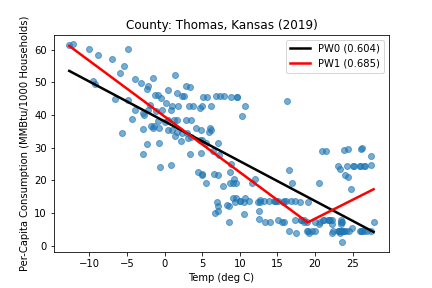 County: Thomas, Kansas (2019)
Per-Capita Consumption (MMBtu/1000 Households)
60
50
40
30
20
10
0
PW0 (0.604)
PW1 (0.685)
−10 −5 0 5 10 15 20 25
Temp (deg C)